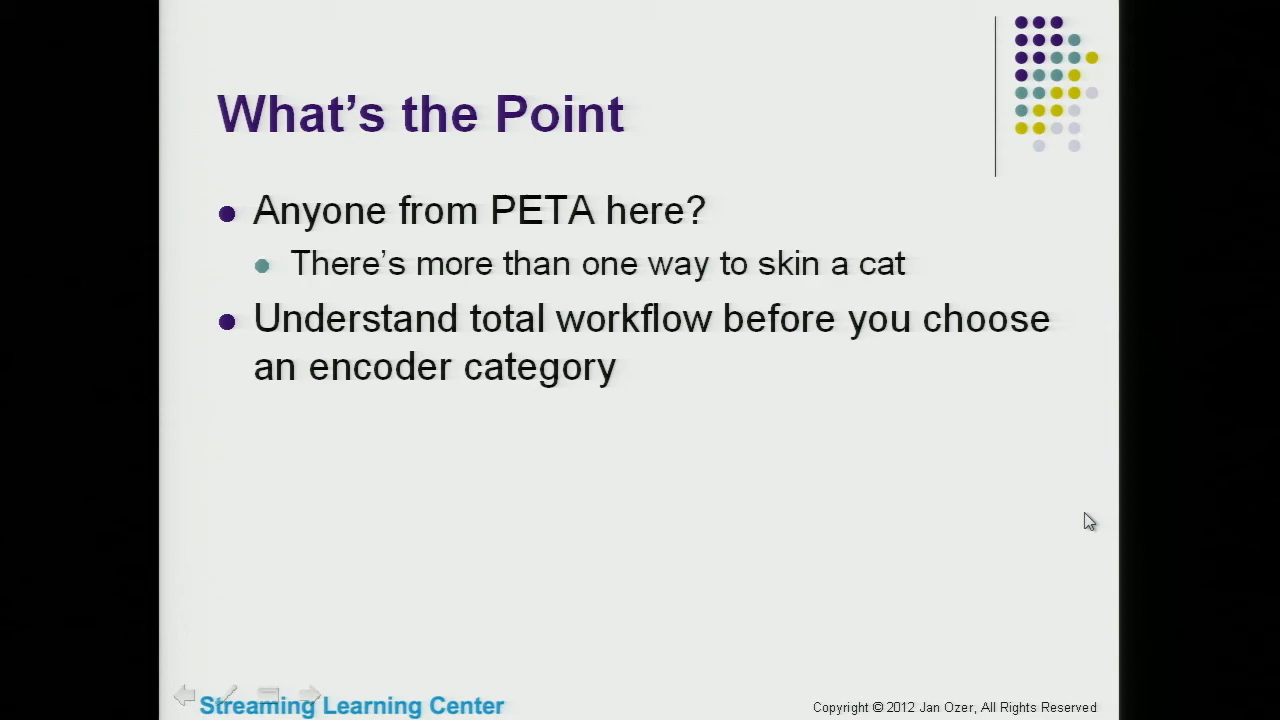 What's the Point
Anyone from PETA here?
There's more than one way to skin a cat
Understand total workflow before you choose
an encoder category
Streaming Learning Center
Copyright © 2012 Jan Ozer, All Rights Reserved